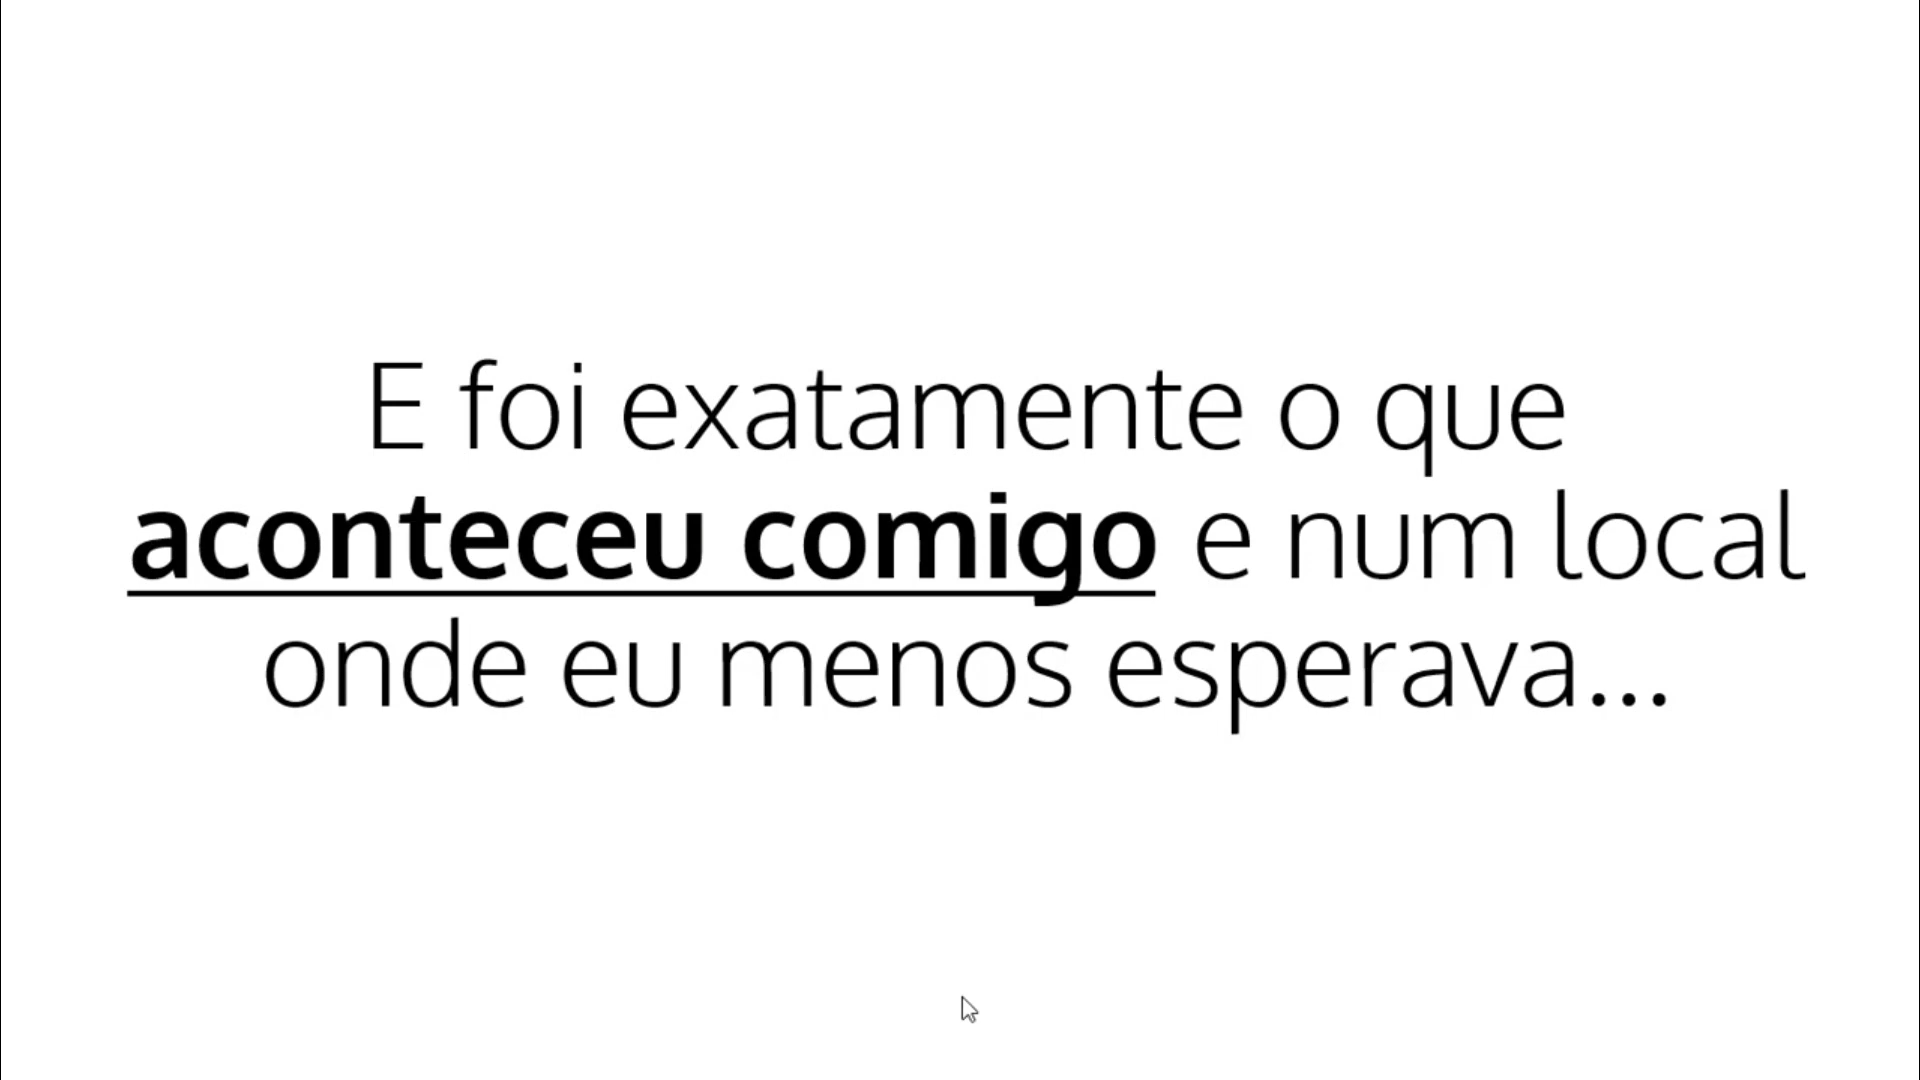 E foi exatamente o que
aconteceu comigo e num local
onde eu menos esperava...